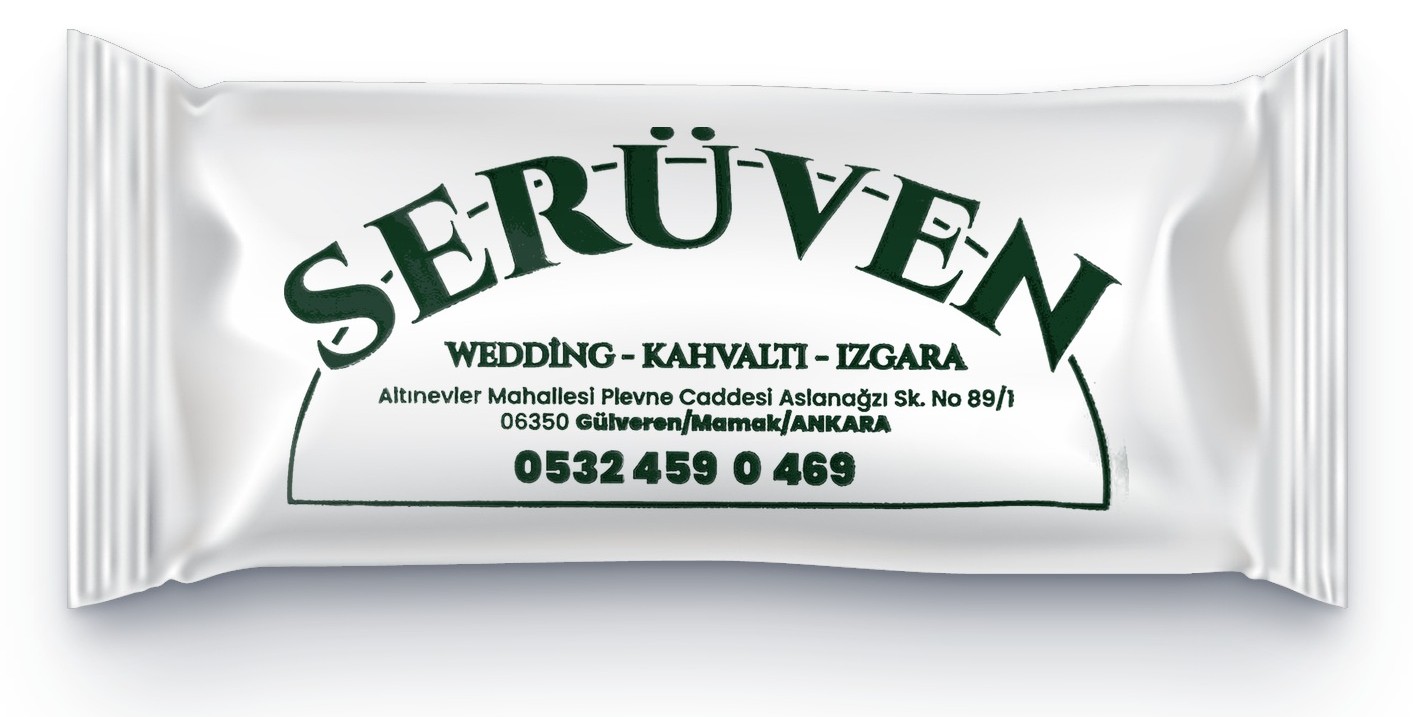 SERÜVEN
WEDDİNG - KAHVALTI - IZGARA
Altınevler Mahallesi Plevne Caddesi Aslanağzı Sk. No 89/1
06350 Gülveren/Mamak/ANKARA
0532 459 0 469